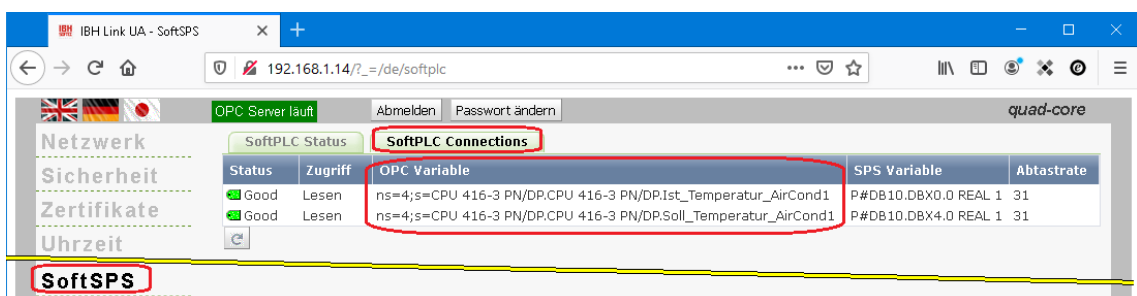 IBH Link UA - SoftSPS
192.168.1.14/?_=/de/softplc
OPC Server läuft Abmelden Passwort ändern quad-core
Netzwerk
Sicherheit
Zertifikate
Uhrzeit
SoftSPS
SoftPLC Status SoftPLC Connections
Status Zugriff OPC Variable SPS Variable Abtastrate
Good Lesen ns=4;s=CPU 416-3 PN/DP.CPU 416-3 PN/DP.Ist_Temperatur_AirCond1 P#DB10.DBX0.0 REAL 1 31
Good Lesen ns=4;s=CPU 416-3 PN/DP.CPU 416-3 PN/DP.Soll_Temperatur_AirCond1 P#DB10.DBX4.0 REAL 1 31